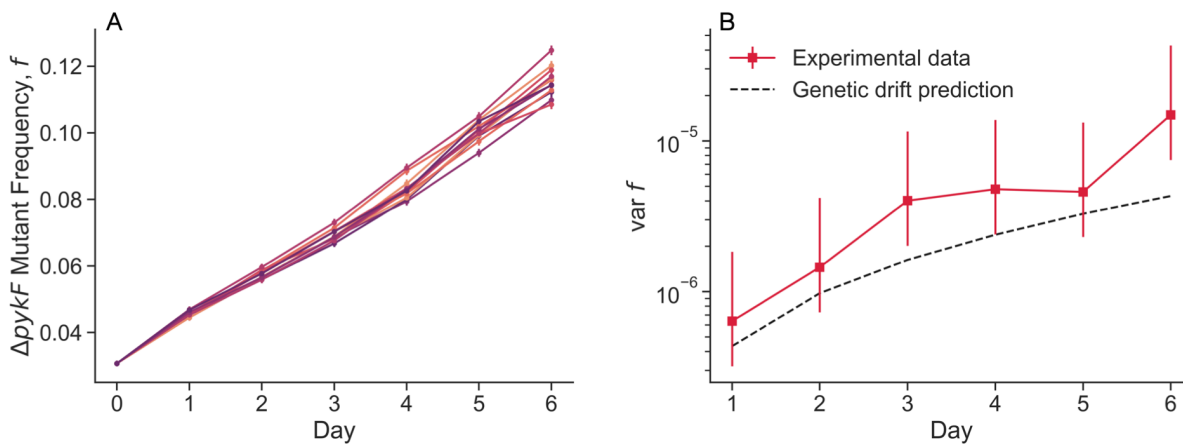 A
Δpykf Mutant Frequency, f
0.12
0.10
0.08
0.06
0.04
0 1 2 3 4 5 6
Day
B
Experimental data
Genetic drift prediction
var f
10⁻⁵
10⁻⁶
1 2 3 4 5 6
Day